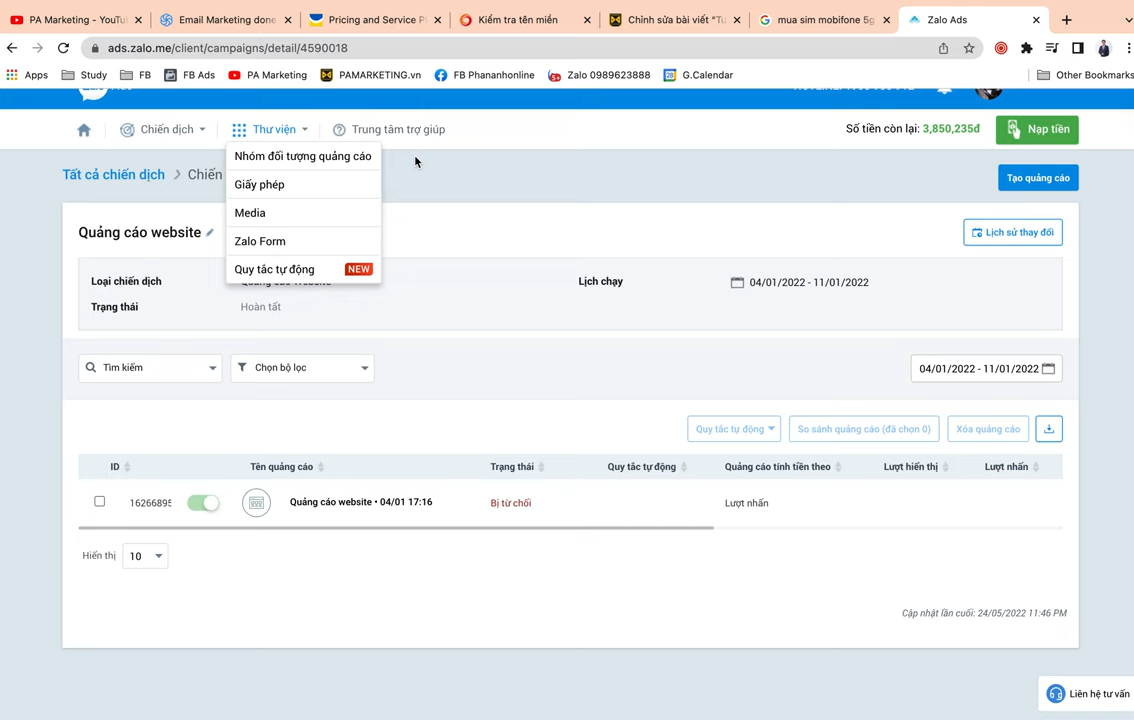 PA Marketing - YouTu
Email Marketing done
Pricing and Service P
Kiểm tra tên miền
Chỉnh sửa bài viết "Tu
mua sim mobifone 5g
Zalo Ads
ads.zalo.me/client/campaigns/detail/4590018
Apps
Study
FB
FB Ads
PA Marketing
PAMARKETING.vn
FB Phananhonline
Zalo 0989623888
G.Calendar
Other Bookmarks
Chiến dịch
Thư viện
Trung tâm trợ giúp
Số tiền còn lại: 3,850,235đ
Nạp tiền
Nhóm đối tượng quảng cáo
Giấy phép
Media
Zalo Form
Quy tắc tự động NEW
Tất cả chiến dịch > Chiến
Tạo quảng cáo
Quảng cáo website
Lịch sử thay đổi
Loại chiến dịch
Lịch chạy
04/01/2022 - 11/01/2022
Trạng thái
Hoàn tất
Tìm kiếm
Chọn bộ lọc
04/01/2022 - 11/01/2022
Quy tắc tự động
So sánh quảng cáo (đã chọn 0)
Xóa quảng cáo
ID
Tên quảng cáo
Trạng thái
Quy tắc tự động
Quảng cáo tính tiền theo
Lượt hiển thị
Lượt nhấn
16266895
Quảng cáo website • 04/01 17:16
Bị từ chối
Lượt nhấn
Hiển thị
10
Cập nhật lần cuối: 24/05/2022 11:46 PM
Liên hệ tư vấn